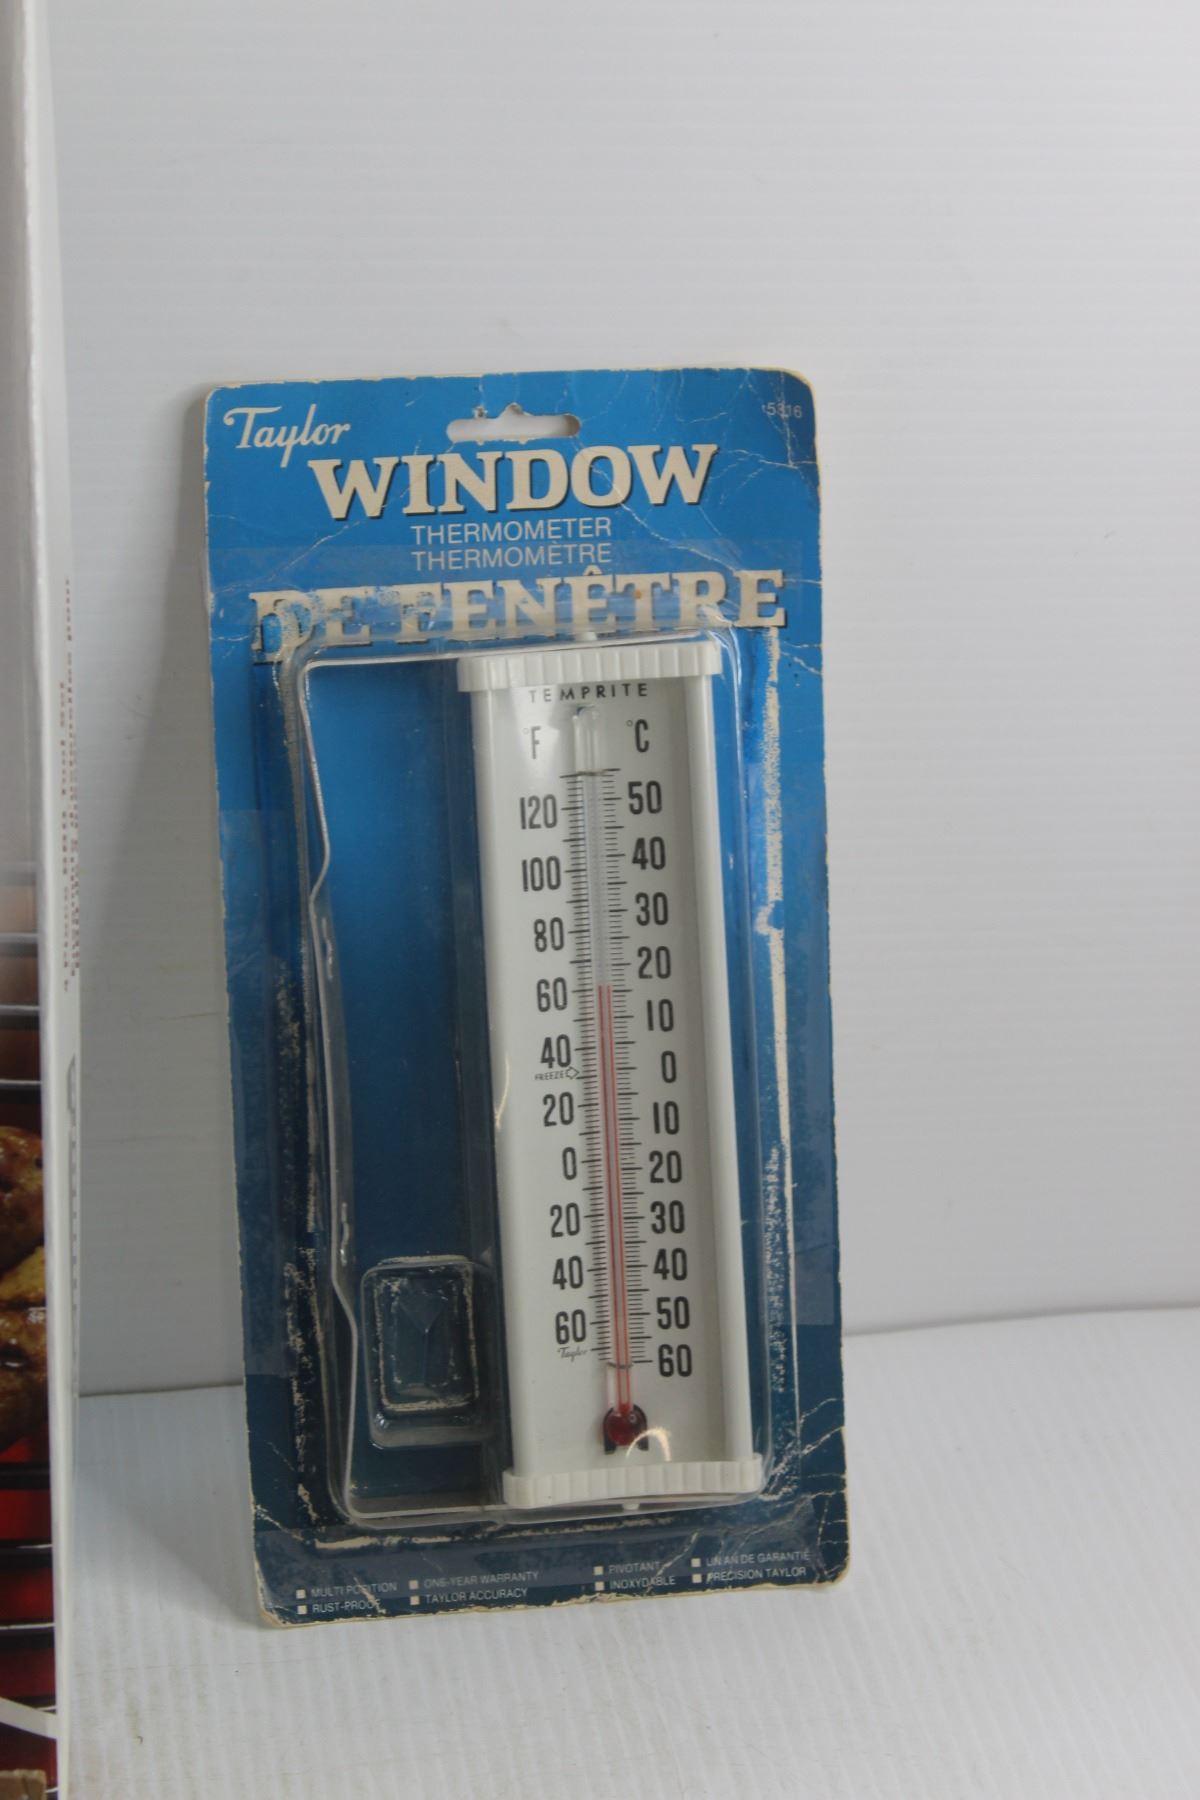 Taylor
5316
WINDOW
THERMOMETER
THERMOMÈTRE
DE FENÊTRE
TEMPRITE
°F °C
120 50
100 40
80 30
20
60
10
40
0
FREEZE
20 10
0 20
20 30
40 40
60 50
Taylor
60
MULTI POSITION
RUST-PROOF
ONE-YEAR WARRANTY
TAYLOR ACCURACY
PIVOTANT
INOXYDABLE
UN AN DE GARANTIE
PRÉCISION TAYLOR